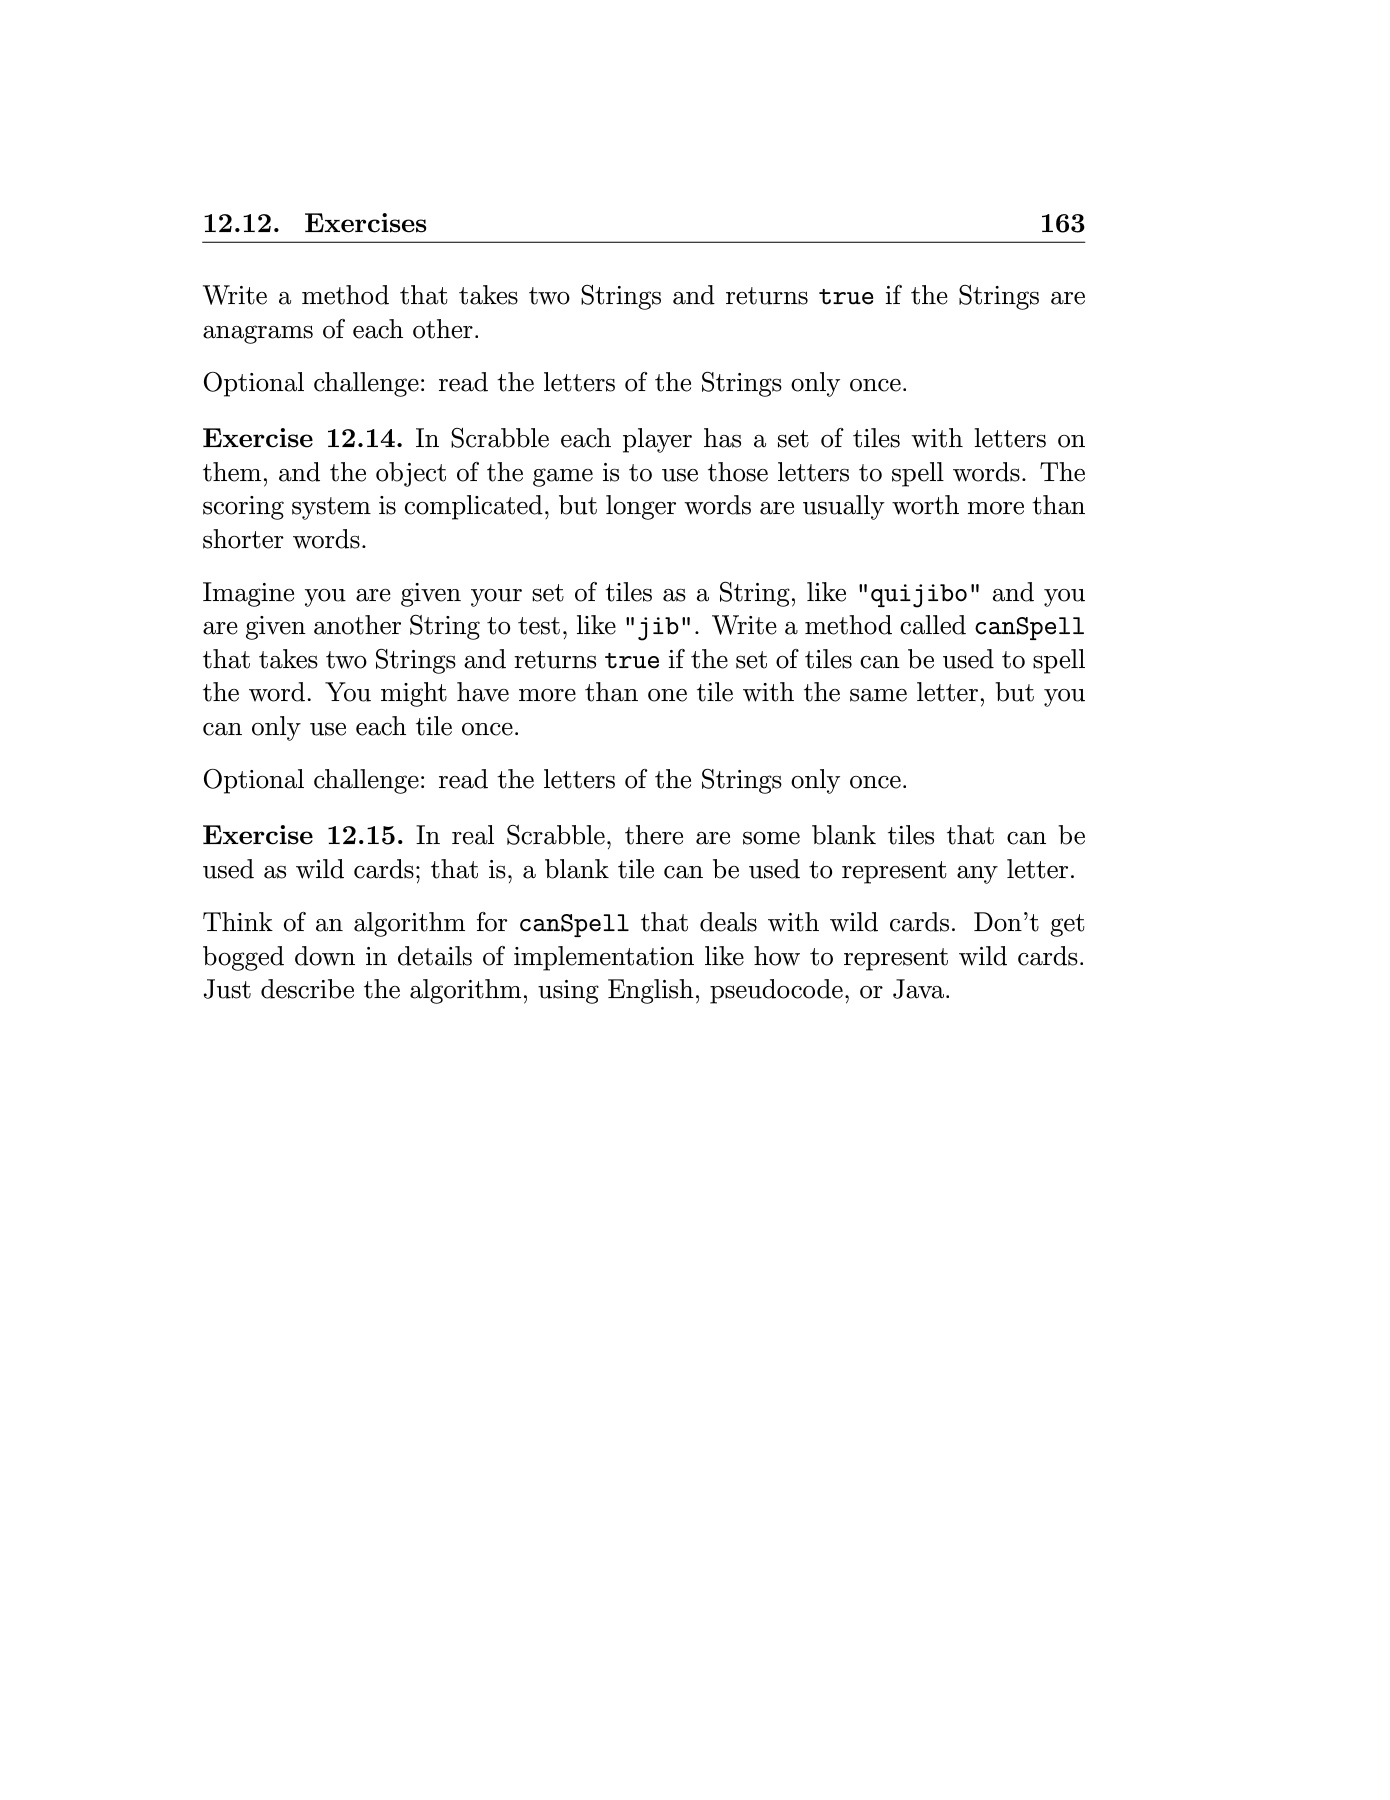 12.12. Exercises 163
Write a method that takes two Strings and returns true if the Strings are
anagrams of each other.
Optional challenge: read the letters of the Strings only once.
Exercise 12.14. In Scrabble each player has a set of tiles with letters on
them, and the object of the game is to use those letters to spell words. The
scoring system is complicated, but longer words are usually worth more than
shorter words.
Imagine you are given your set of tiles as a String, like "quijibo" and you
are given another String to test, like "jib". Write a method called canSpell
that takes two Strings and returns true if the set of tiles can be used to spell
the word. You might have more than one tile with the same letter, but you
can only use each tile once.
Optional challenge: read the letters of the Strings only once.
Exercise 12.15. In real Scrabble, there are some blank tiles that can be
used as wild cards; that is, a blank tile can be used to represent any letter.
Think of an algorithm for canSpell that deals with wild cards. Don't get
bogged down in details of implementation like how to represent wild cards.
Just describe the algorithm, using English, pseudocode, or Java.